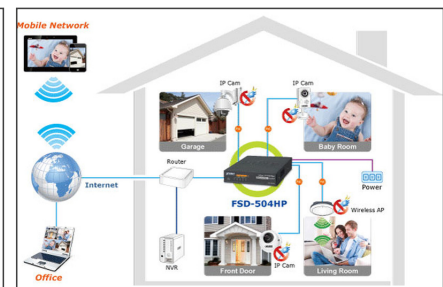 Mobile Network
IP Cam
IP Cam
Garage
Baby Room
Router
Internet
FSD-504HP
Power
Wireless AP
NVR
Office
Front Door
IP Cam
Living Room